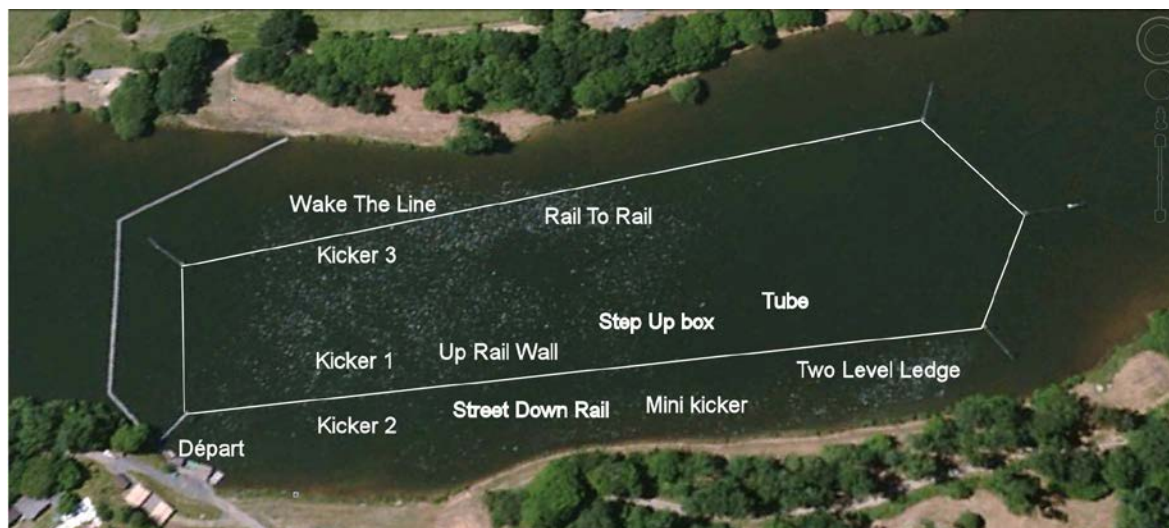 Wake The Line
Rail To Rail
Kicker 3
Tube
Step Up box
Up Rail Wall
Kicker 1
Two Level Ledge
Mini kicker
Street Down Rail
Kicker 2
Départ